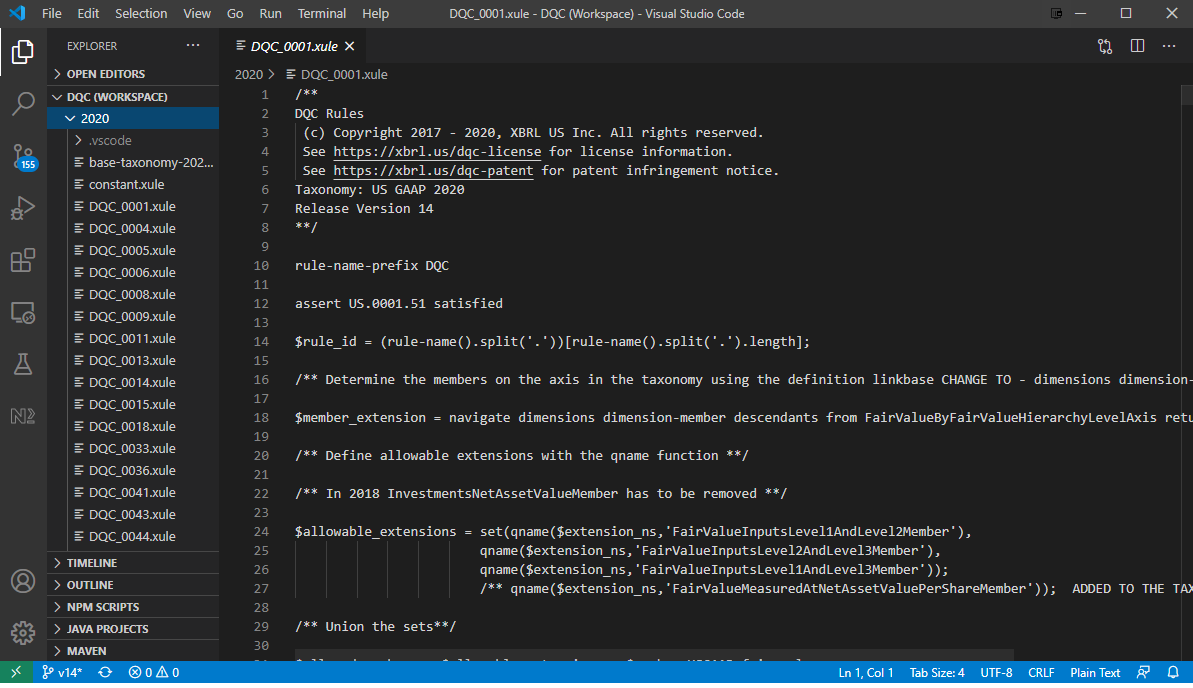 File Edit Selection View Go Run Terminal Help DQC_0001.xule - DQC (Workspace) - Visual Studio Code
EXPLORER
OPEN EDITORS
DQC (WORKSPACE)
2020
.vscode
base-taxonomy-202...
constant.xule
DQC_0001.xule
DQC_0004.xule
DQC_0005.xule
DQC_0006.xule
DQC_0008.xule
DQC_0009.xule
DQC_0011.xule
DQC_0013.xule
DQC_0014.xule
DQC_0015.xule
DQC_0018.xule
DQC_0033.xule
DQC_0036.xule
DQC_0041.xule
DQC_0043.xule
DQC_0044.xule
TIMELINE
OUTLINE
NPM SCRIPTS
JAVA PROJECTS
MAVEN
155
DQC_0001.xule
2020 > DQC_0001.xule
1 /**
2 DQC Rules
3 (c) Copyright 2017 - 2020, XBRL US Inc. All rights reserved.
4 See https://xbrl.us/dqc-license for license information.
5 See https://xbrl.us/dqc-patent for patent infringement notice.
6 Taxonomy: US GAAP 2020
7 Release Version 14
8 **/
9
10 rule-name-prefix DQC
11
12 assert US.0001.51 satisfied
13
14 $rule_id = (rule-name().split('.'))[rule-name().split('.').length];
15
16 /** Determine the members on the axis in the taxonomy using the definition linkbase CHANGE TO - dimensions dimension-
17
18 $member_extension = navigate dimensions dimension-member descendants from FairValueByFairValueHierarchyLevelAxis retu
19
20 /** Define allowable extensions with the qname function **/
21
22 /** In 2018 InvestmentsNetAssetValueMember has to be removed **/
23
24 $allowable_extensions = set(qname($extension_ns,'FairValueInputsLevel1AndLevel2Member'),
25 qname($extension_ns,'FairValueInputsLevel2AndLevel3Member'),
26 qname($extension_ns,'FairValueInputsLevel1AndLevel3Member'));
27 /** qname($extension_ns,'FairValueMeasuredAtNetAssetValuePerShareMember')); ADDED TO THE TAX
28
29 /** Union the sets**/
30
v14* 0 0 Ln 1, Col 1 Tab Size: 4 UTF-8 CRLF Plain Text